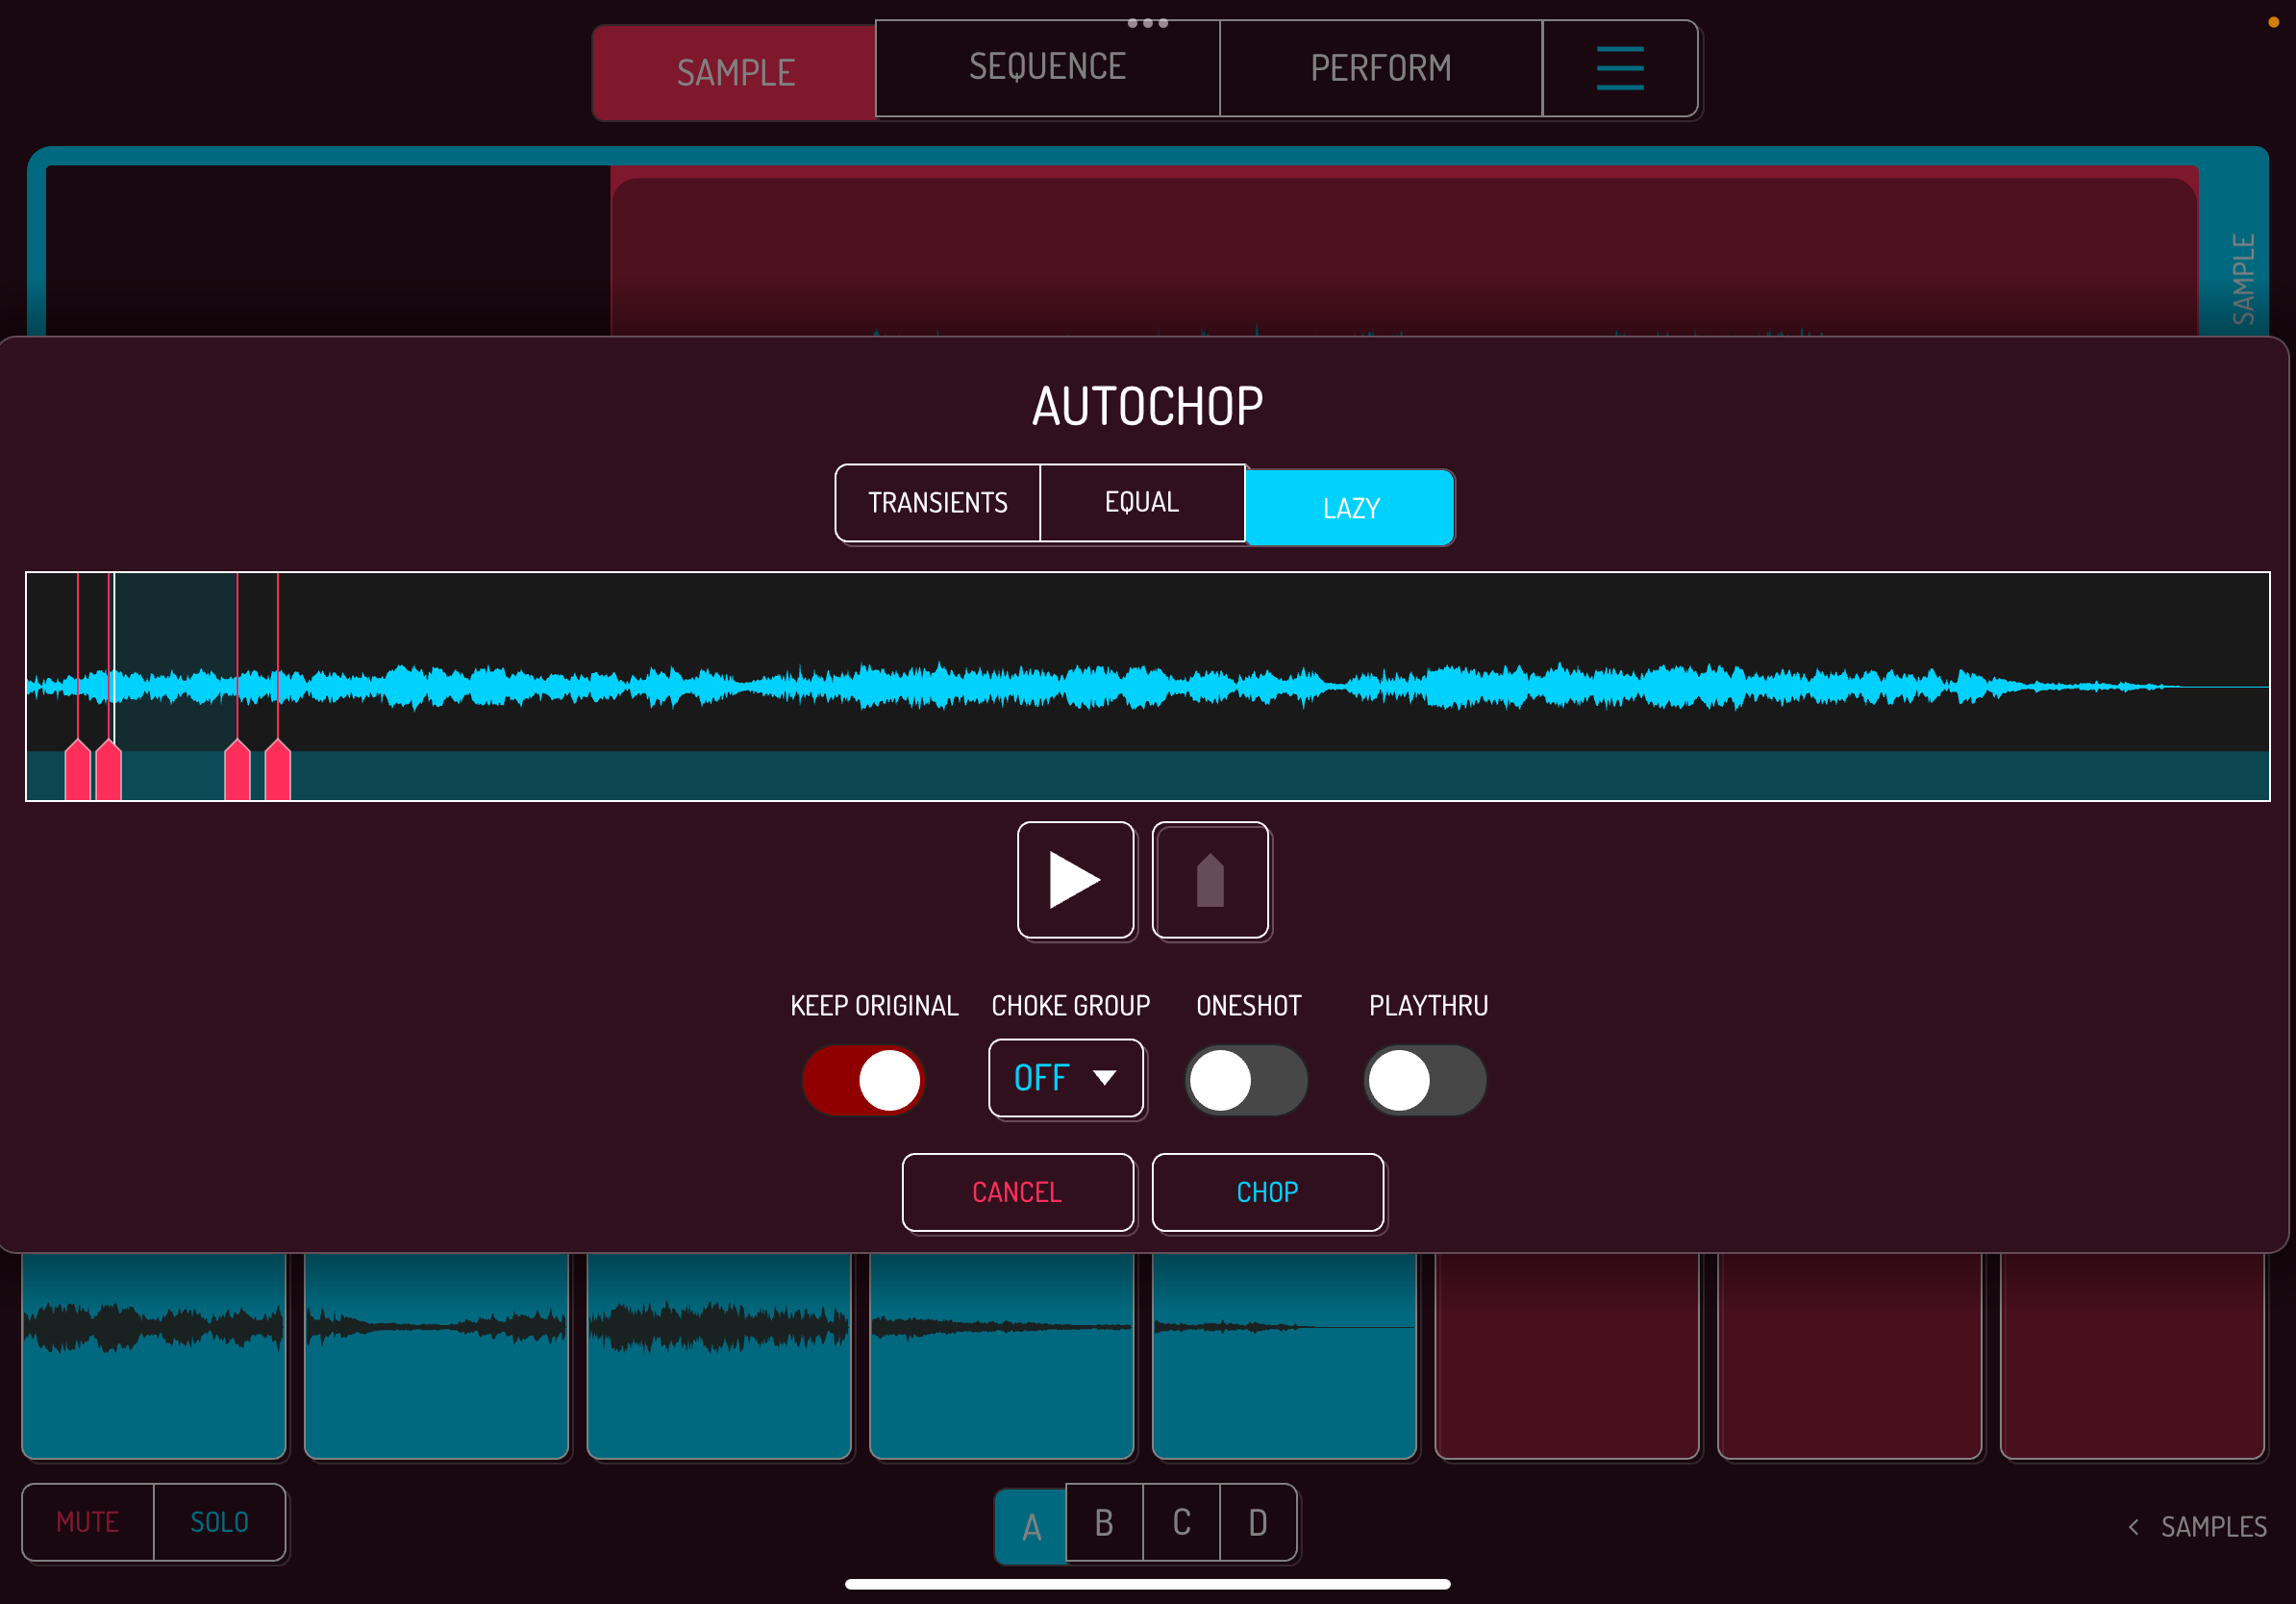 SAMPLE SEQUENCE PERFORM
SAMPLE
AUTOCHOP
TRANSIENTS EQUAL LAZY
KEEP ORIGINAL CHOKE GROUP ONESHOT PLAYTHRU
OFF
CANCEL CHOP
MUTE SOLO A B C D < SAMPLES